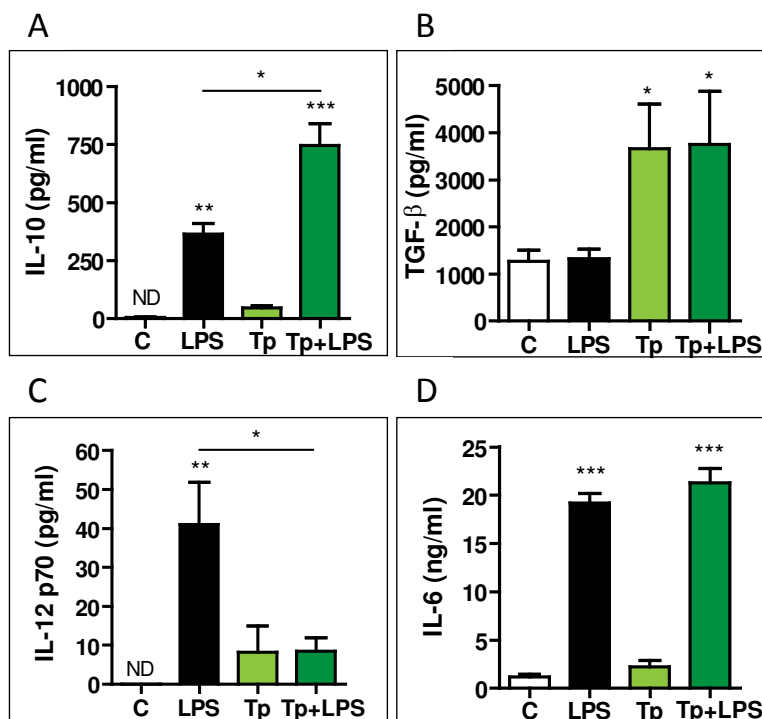 A
IL-10 (pg/ml)
1000
750
500
250
0
*
***
**
ND
C LPS Tp Tp+LPS
B
TGF-β (pg/ml)
5000
4000
3000
2000
1000
0
* *
C LPS Tp Tp+LPS
C
IL-12 p70 (pg/ml)
60
50
40
30
20
10
0
*
**
ND
C LPS Tp Tp+LPS
D
IL-6 (ng/ml)
25
20
15
10
5
0
***
***
C LPS Tp Tp+LPS